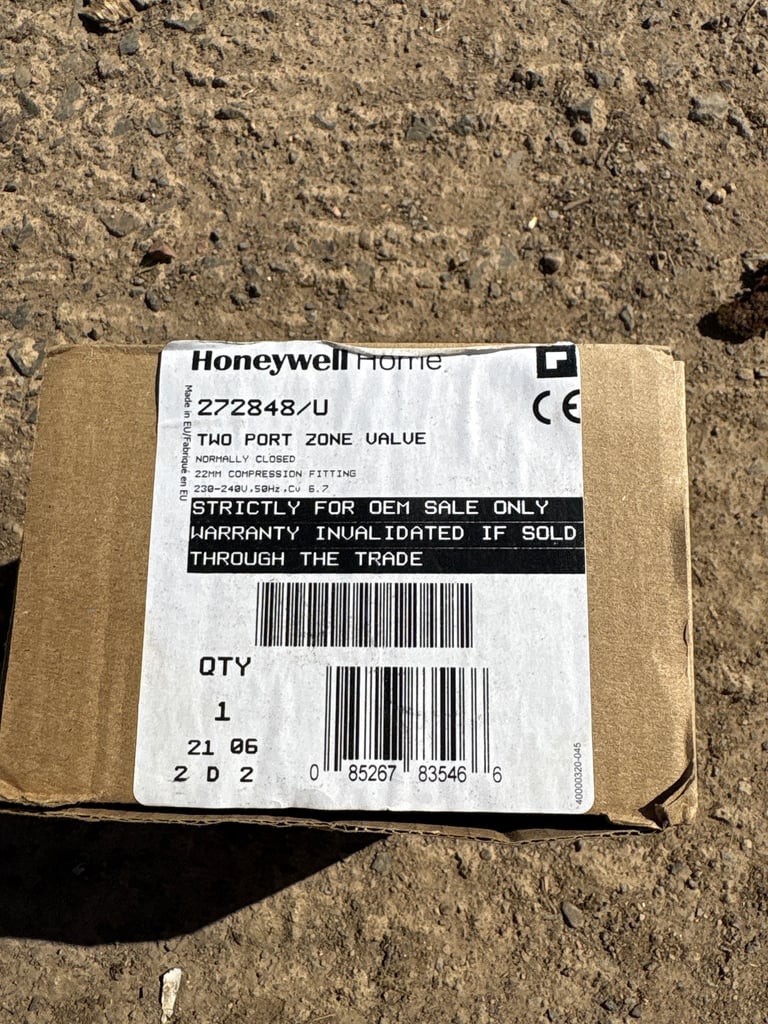 Honeywell Home
272848/U
Made in EU/Fabriqué en EU
TWO PORT ZONE VALVE
NORMALLY CLOSED
22MM COMPRESSION FITTING
230-240V,50Hz,Cv 6.7
STRICTLY FOR OEM SALE ONLY
WARRANTY INVALIDATED IF SOLD
THROUGH THE TRADE
QTY
1
21 06
2 D 2
0 85267 83546 6
40000320-045